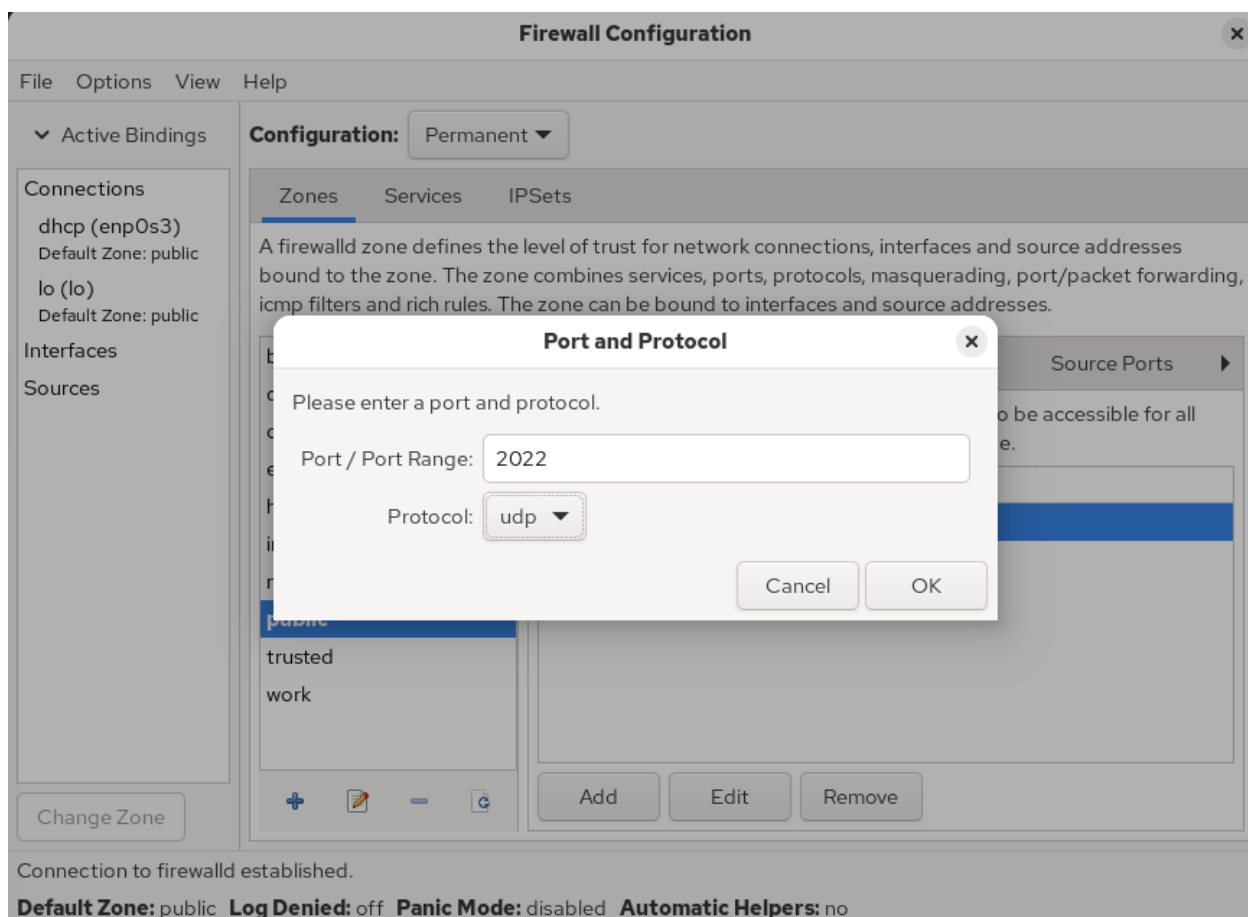 Firewall Configuration
File Options View Help
Active Bindings
Configuration: Permanent
Connections
dhcp (enp0s3)
Default Zone: public
lo (lo)
Default Zone: public
Interfaces
Sources
Zones Services IPSets
A firewalld zone defines the level of trust for network connections, interfaces and source addresses
bound to the zone. The zone combines services, ports, protocols, masquerading, port/packet forwarding,
icmp filters and rich rules. The zone can be bound to interfaces and source addresses.
Source Ports
be accessible for all
Port and Protocol
Please enter a port and protocol.
Port / Port Range: 2022
Protocol: udp
Cancel OK
public
trusted
work
Add Edit Remove
Change Zone
Connection to firewalld established.
Default Zone: public Log Denied: off Panic Mode: disabled Automatic Helpers: no